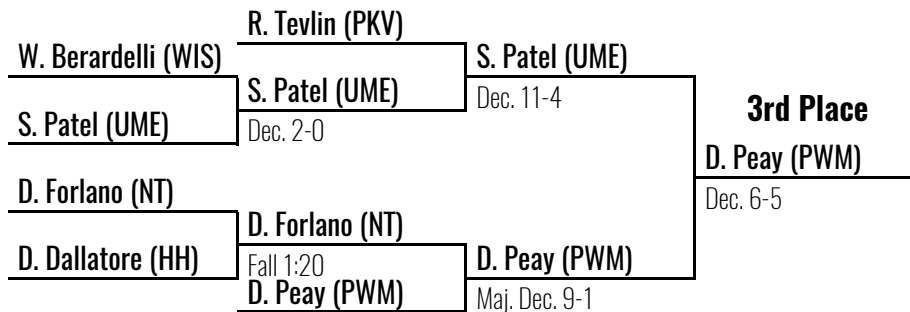 R. Tevlin (PKV)
W. Berardelli (WIS)
S. Patel (UME)
S. Patel (UME)
Dec. 11-4
3rd Place
S. Patel (UME)
Dec. 2-0
D. Peay (PWM)
Dec. 6-5
D. Forlano (NT)
D. Forlano (NT)
D. Dallatore (HH)
Fall 1:20
D. Peay (PWM)
D. Peay (PWM)
Maj. Dec. 9-1